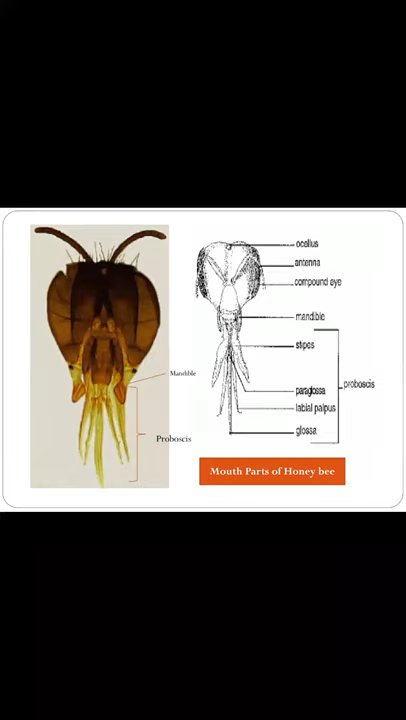 ocellus
antenna
compound eye
mandible
stipes
paraglossa
labial palpus
glossa
proboscis
Mandible
Proboscis
Mouth Parts of Honey bee